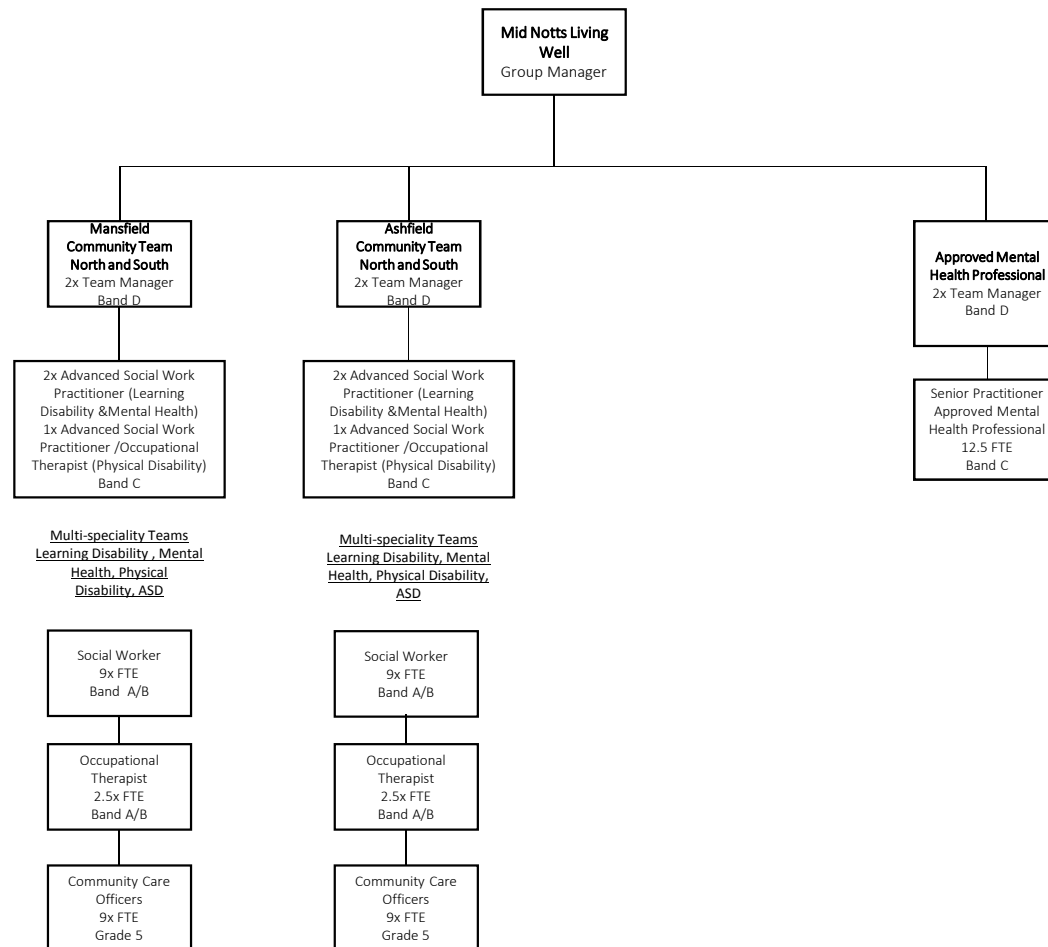 Mid Notts Living
Well
Group Manager
Mansfield
Community Team
North and South
2x Team Manager
Band D
Ashfield
Community Team
North and South
2x Team Manager
Band D
Approved Mental
Health Professional
2x Team Manager
Band D
2x Advanced Social Work
Practitioner (Learning
Disability &Mental Health)
1x Advanced Social Work
Practitioner /Occupational
Therapist (Physical Disability)
Band C
2x Advanced Social Work
Practitioner (Learning
Disability &Mental Health)
1x Advanced Social Work
Practitioner /Occupational
Therapist (Physical Disability)
Band C
Senior Practitioner
Approved Mental
Health Professional
12.5 FTE
Band C
Multi-speciality Teams
Learning Disability , Mental
Health, Physical
Disability, ASD
Multi-speciality Teams
Learning Disability, Mental
Health, Physical Disability,
ASD
Social Worker
9x FTE
Band A/B
Social Worker
9x FTE
Band A/B
Occupational
Therapist
2.5x FTE
Band A/B
Occupational
Therapist
2.5x FTE
Band A/B
Community Care
Officers
9x FTE
Grade 5
Community Care
Officers
9x FTE
Grade 5